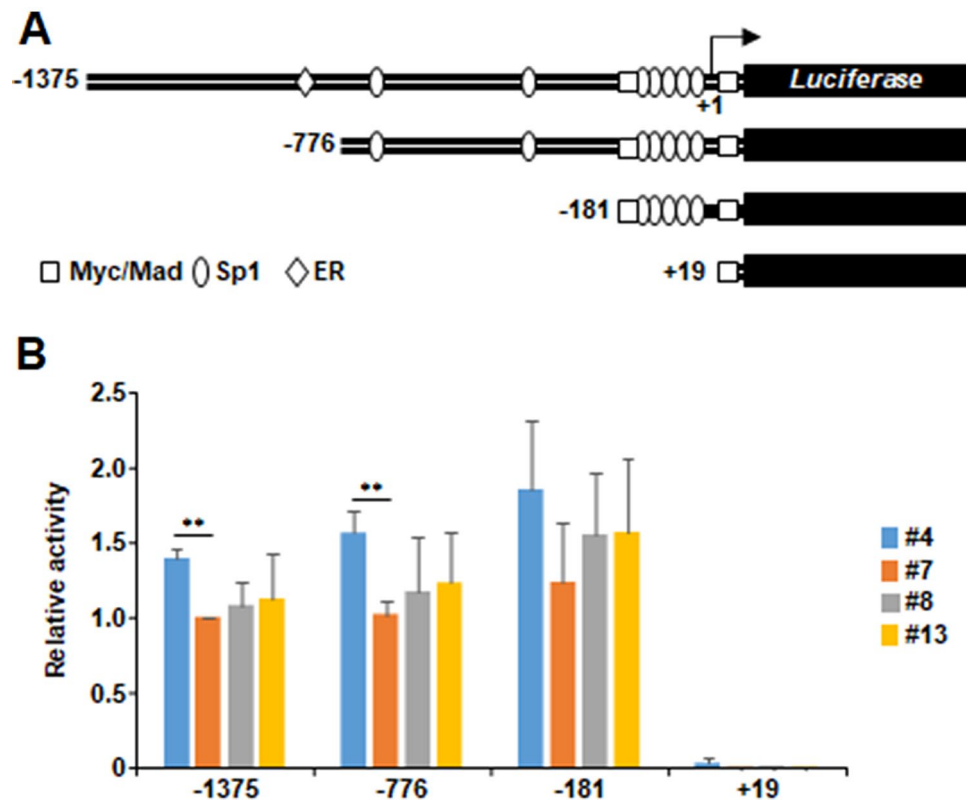 A
-1375
Luciferase
+1
-776
-181
+19
Myc/Mad Sp1 ER
B
Relative activity
2.5
2.0
1.5
1.0
0.5
0
**
**
-1375 -776 -181 +19
#4
#7
#8
#13